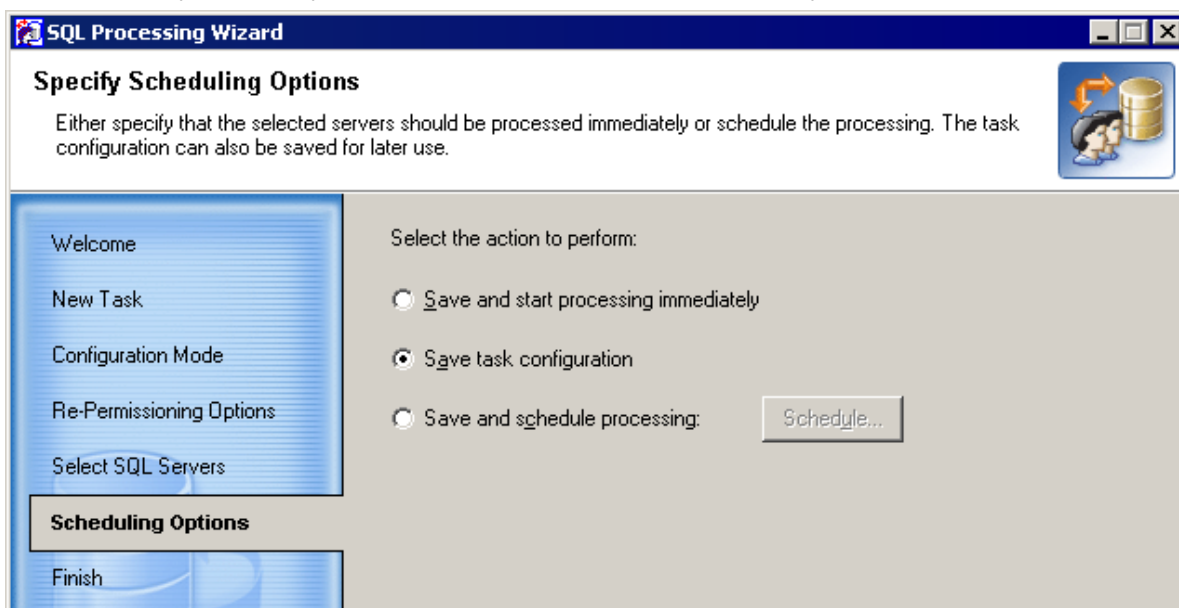 SQL Processing Wizard
Specify Scheduling Options
Either specify that the selected servers should be processed immediately or schedule the processing. The task
configuration can also be saved for later use.
Welcome
New Task
Configuration Mode
Re-Permissioning Options
Select SQL Servers
Scheduling Options
Finish
Select the action to perform:
Save and start processing immediately
Save task configuration
Save and schedule processing:
Schedule...